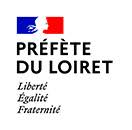 PRÉFÈTE
DU LOIRET
Liberté
Égalité
Fraternité